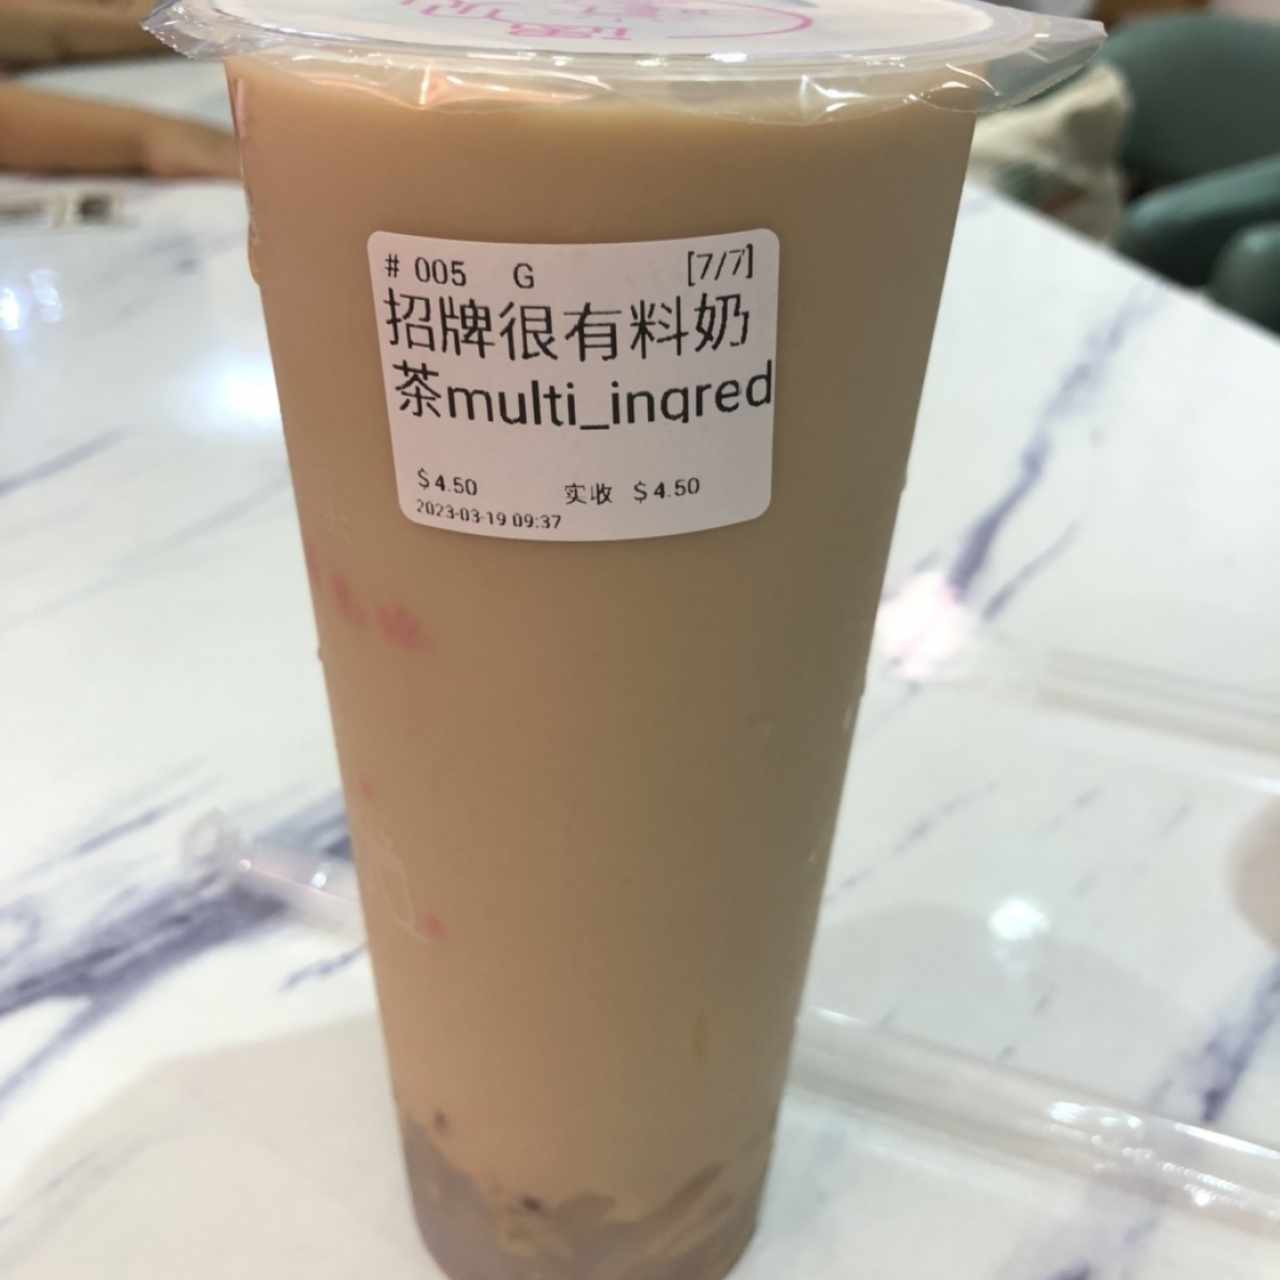 # 005 G [7/7]
招牌很有料奶
茶multi_ingred
$4.50 实收 $4.50
2023-03-19 09:37